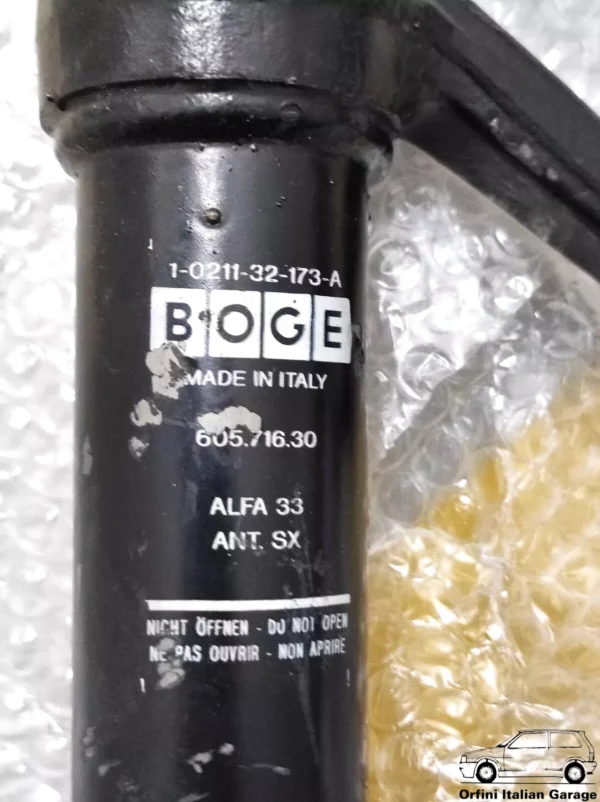 1-0211-32-173-A
BOGE
MADE IN ITALY
605.716.30
ALFA 33
ANT. SX
NICHT ÖFFNEN - DO NOT OPEN
NE PAS OUVRIR - NON APRIRE
Orfini Italian Garage